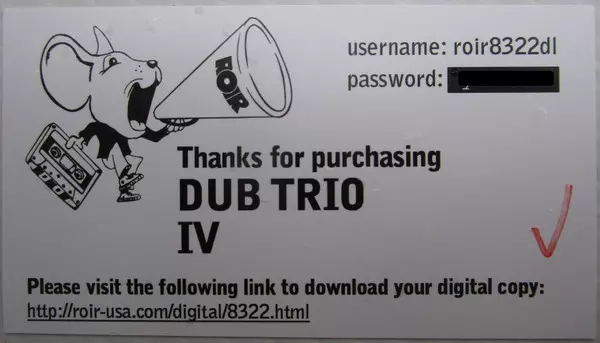 ROIR
username: roir8322dl
password:
Thanks for purchasing
DUB TRIO
IV
Please visit the following link to download your digital copy:
http://roir-usa.com/digital/8322.html